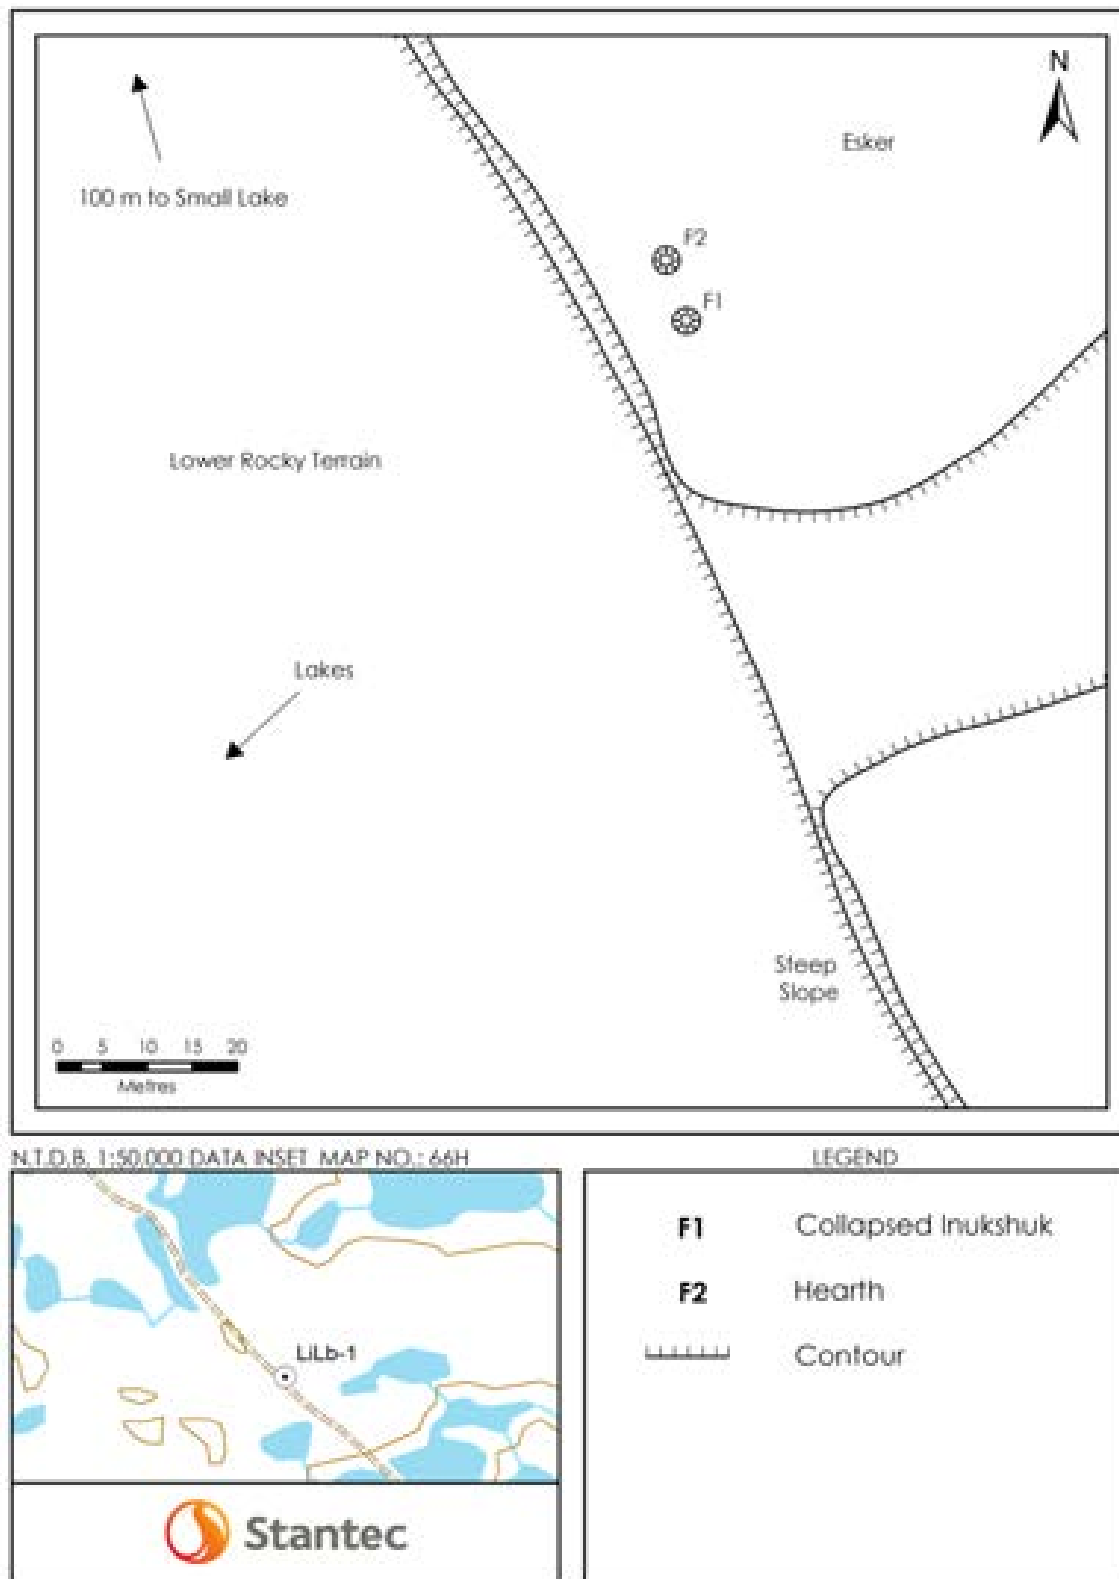 N
Esker
100 m to Small Lake
F2
F1
Lower Rocky Terrain
Lakes
Steep
Slope
0 5 10 15 20
Metres
N.T.D.B. 1:50,000 DATA INSET MAP NO.: 66H
LiLb-1
Stantec
LEGEND
F1 Collapsed Inukshuk
F2 Hearth
Contour